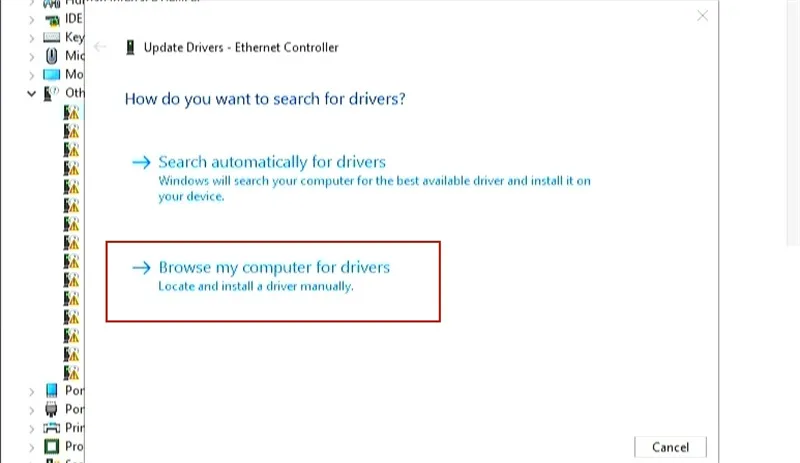 IDE
Key
Mic
Mo
Oth
Por
Por
Prin
Pro
Update Drivers - Ethernet Controller
How do you want to search for drivers?
Search automatically for drivers
Windows will search your computer for the best available driver and install it on
your device.
Browse my computer for drivers
Locate and install a driver manually.
Cancel